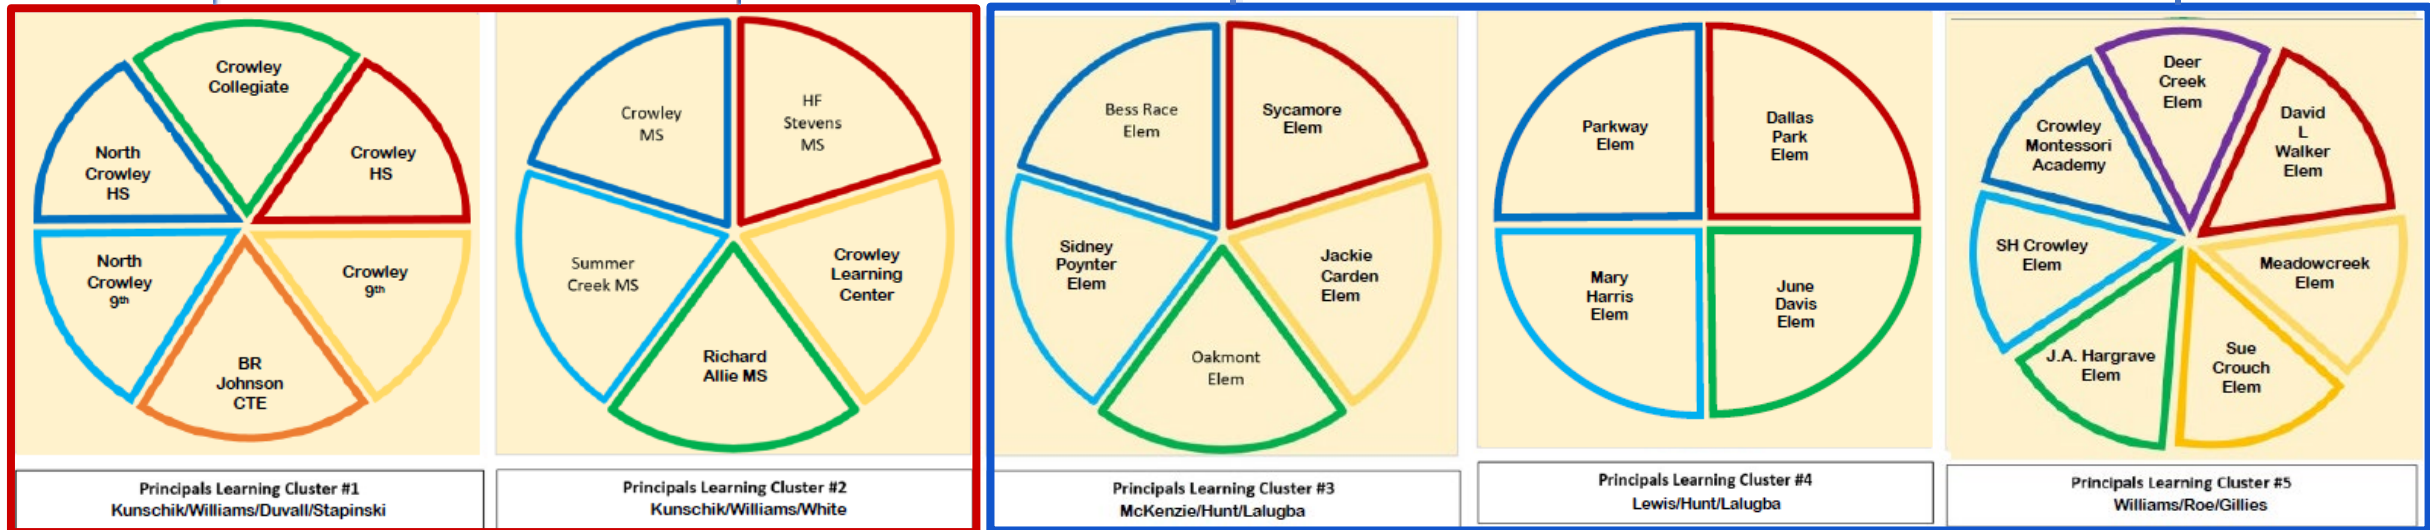 Crowley
Collegiate
Crowley
HS
Crowley
9th
BR
Johnson
CTE
North
Crowley
9th
North
Crowley
HS
Principals Learning Cluster #1
Kunschik/Williams/Duvall/Stapinski
HF
Stevens
MS
Crowley
Learning
Center
Richard
Allie MS
Summer
Creek MS
Crowley
MS
Principals Learning Cluster #2
Kunschik/Williams/White
Sycamore
Elem
Jackie
Carden
Elem
Oakmont
Elem
Sidney
Poynter
Elem
Bess Race
Elem
Principals Learning Cluster #3
McKenzie/Hunt/Lalugba
Dallas
Park
Elem
June
Davis
Elem
Mary
Harris
Elem
Parkway
Elem
Principals Learning Cluster #4
Lewis/Hunt/Lalugba
Deer
Creek
Elem
David
L
Walker
Elem
Meadowcreek
Elem
Sue
Crouch
Elem
J.A. Hargrave
Elem
SH Crowley
Elem
Crowley
Montessori
Academy
Principals Learning Cluster #5
Williams/Roe/Gillies